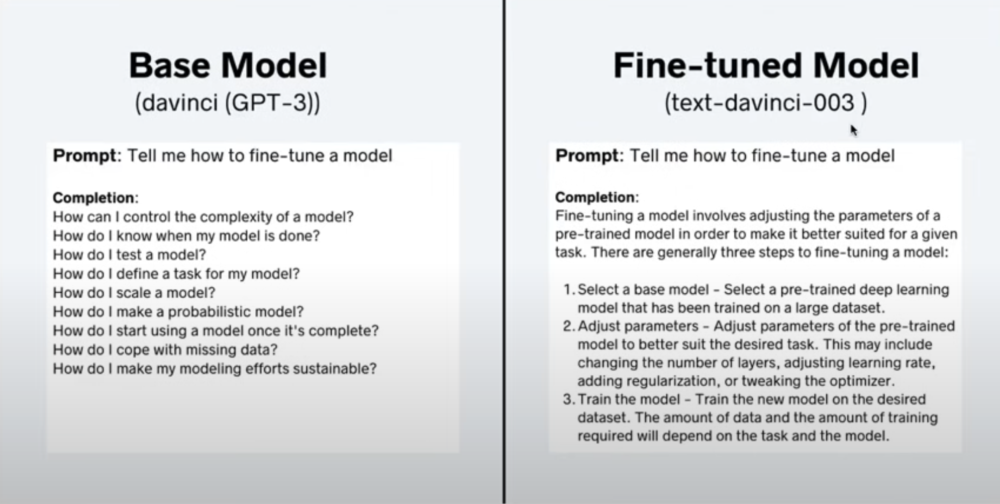 Base Model
(davinci (GPT-3))
Prompt: Tell me how to fine-tune a model
Completion:
How can I control the complexity of a model?
How do I know when my model is done?
How do I test a model?
How do I define a task for my model?
How do I scale a model?
How do I make a probabilistic model?
How do I start using a model once it's complete?
How do I cope with missing data?
How do I make my modeling efforts sustainable?
Fine-tuned Model
(text-davinci-003 )
Prompt: Tell me how to fine-tune a model
Completion:
Fine-tuning a model involves adjusting the parameters of a
pre-trained model in order to make it better suited for a given
task. There are generally three steps to fine-tuning a model:
1. Select a base model - Select a pre-trained deep learning
model that has been trained on a large dataset.
2. Adjust parameters - Adjust parameters of the pre-trained
model to better suit the desired task. This may include
changing the number of layers, adjusting learning rate,
adding regularization, or tweaking the optimizer.
3. Train the model - Train the new model on the desired
dataset. The amount of data and the amount of training
required will depend on the task and the model.